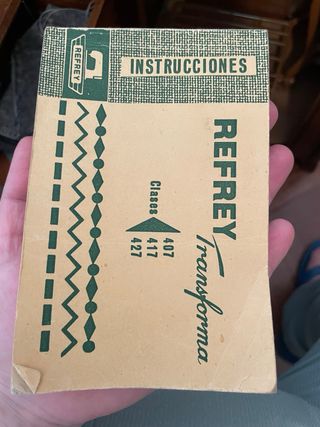 REFREY
INSTRUCCIONES
REFREY
Transforma
Clases
407
417
427